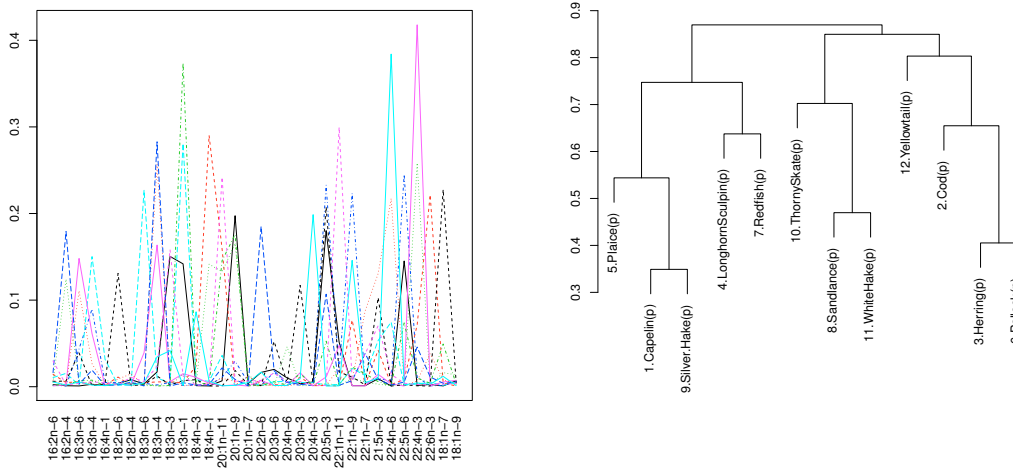 0.4
0.3
0.2
0.1
0.0
16:2n−6
16:2n−4
16:3n−6
16:3n−4
16:4n−1
18:2n−6
18:2n−4
18:3n−6
18:3n−4
18:3n−3
18:3n−1
18:4n−3
18:4n−1
20:1n−11
20:1n−9
20:1n−7
20:2n−6
20:3n−6
20:4n−6
20:3n−3
20:4n−3
20:5n−3
22:1n−11
22:1n−9
22:1n−7
21:5n−3
22:4n−6
22:5n−6
22:4n−3
22:6n−3
18:1n−7
18:1n−9
0.9
0.8
0.7
0.6
0.5
0.4
0.3
5.Plaice(p)
1.Capelin(p)
9.Silver.Hake(p)
4.LonghornSculpin(p)
7.Redfish(p)
10.ThornySkate(p)
8.Sandlance(p)
11.WhiteHake(p)
12.Yellowtail(p)
2.Cod(p)
3.Herring(p)